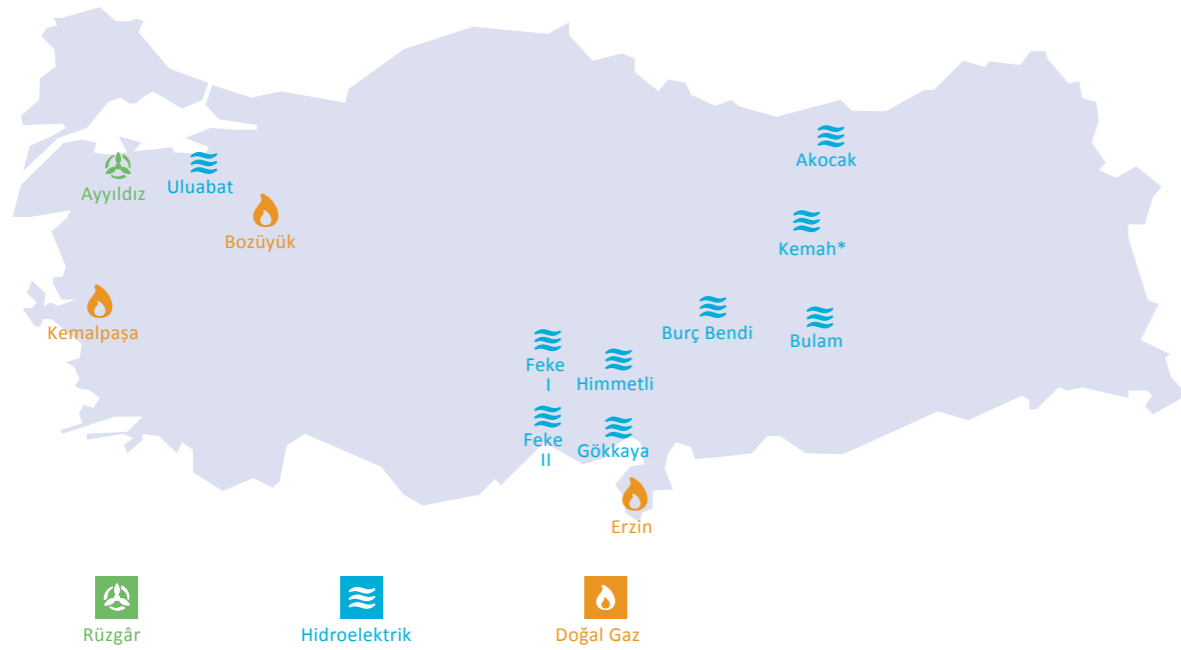 Akocak
Ayyıldız
Uluabat
Bozüyük
Kemah*
Kemalpaşa
Burç Bendi
Bulam
Feke
I
Himmetli
Feke
II
Gökkaya
Erzin
Rüzgâr
Hidroelektrik
Doğal Gaz